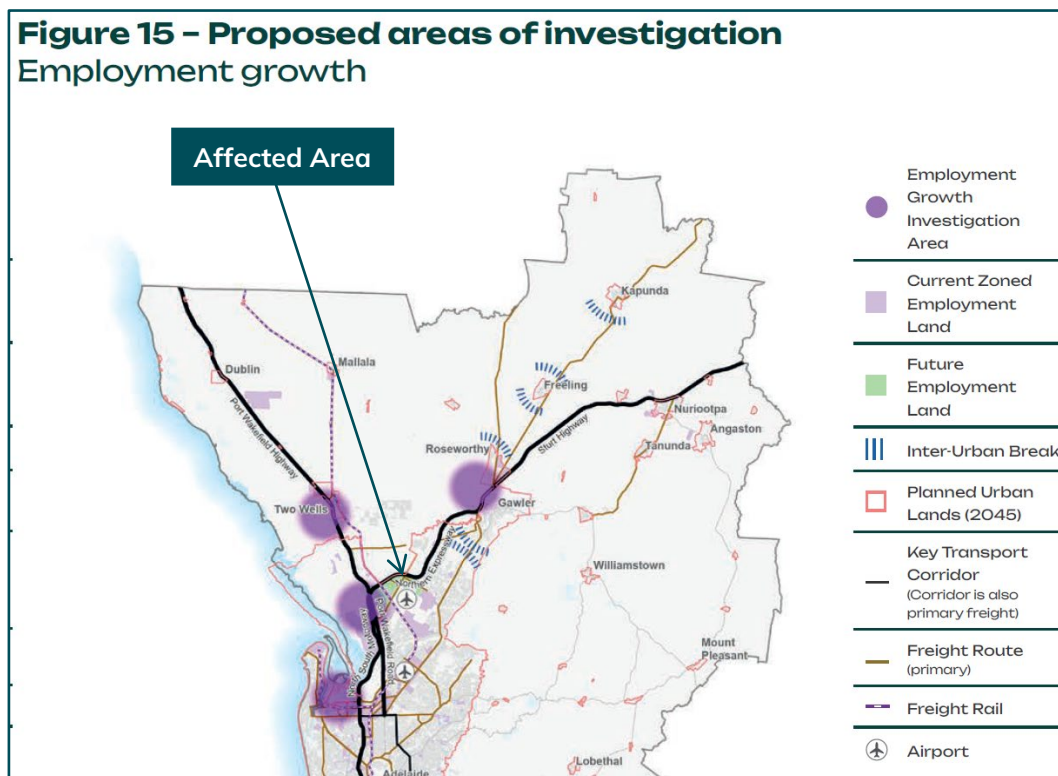 Figure 15 – Proposed areas of investigation
Employment growth
Affected Area
Kapunda
Dublin
Mallala
Freeling
Port Wakefield Highway
Nuriootpa
Angaston
Sturt Highway
Roseworthy
Tanunda
Two Wells
Gawler
Northern Expressway
Williamstown
Port Wakefield Road
North South Motorway
Mount
Pleasant
Lobethal
Adelaide
Employment
Growth
Investigation
Area
Current Zoned
Employment
Land
Future
Employment
Land
Inter-Urban Break
Planned Urban
Lands (2045)
Key Transport
Corridor
(Corridor is also
primary freight)
Freight Route
(primary)
Freight Rail
Airport